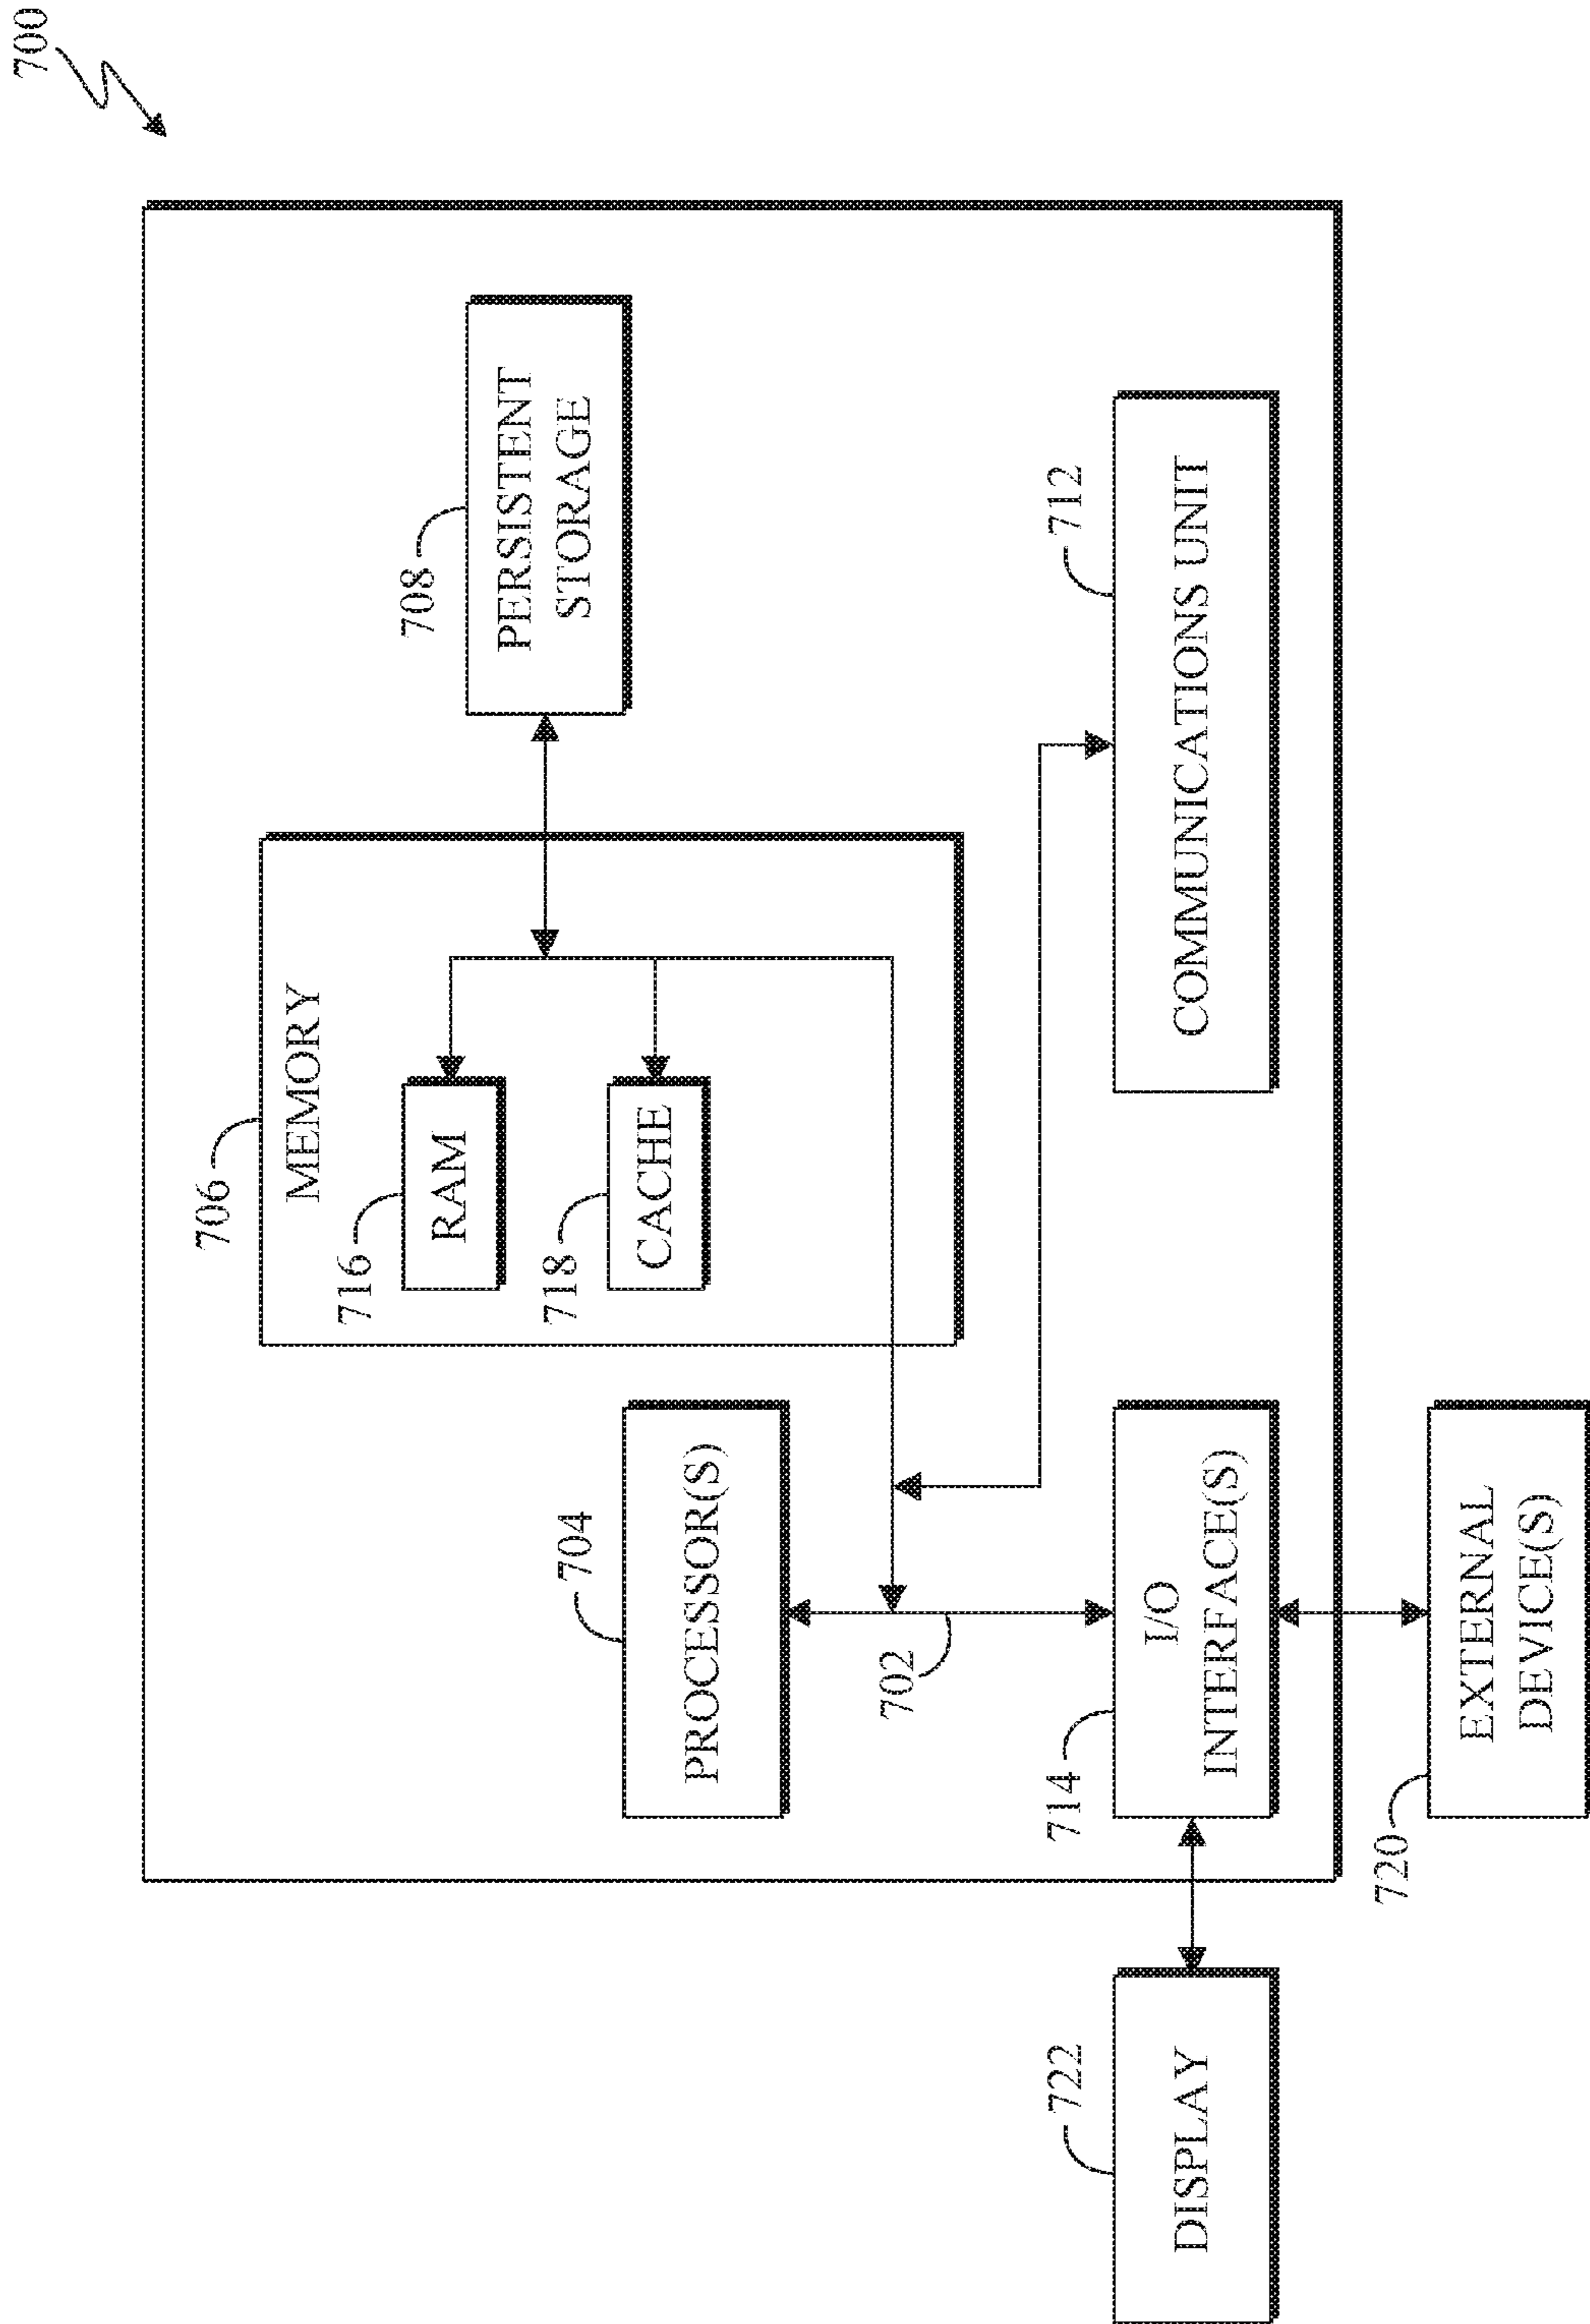 700
706
MEMORY
716
RAM
708
PERSISTENT
STORAGE
718
CACHE
704
PROCESSOR(S)
702
722
DISPLAY
714
I/O
INTERFACE(S)
712
COMMUNICATIONS UNIT
720
EXTERNAL
DEVICE(S)